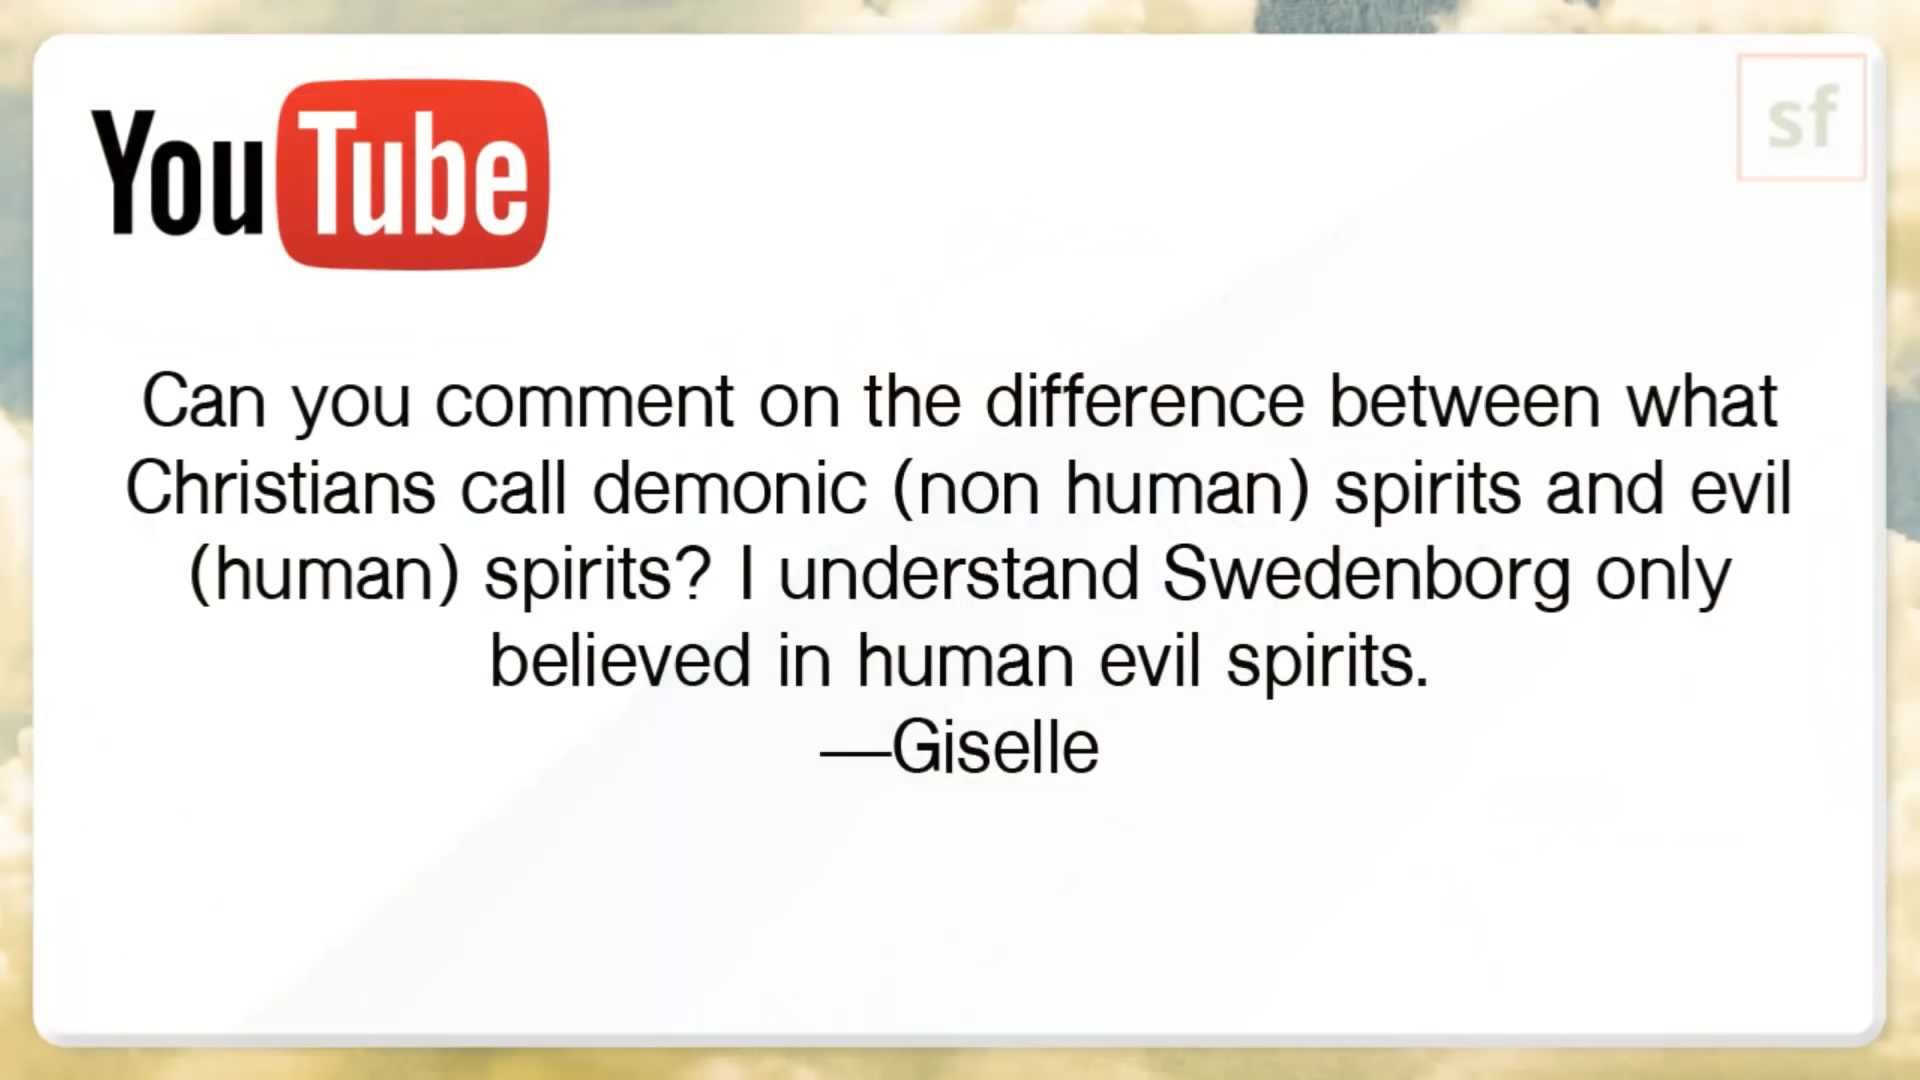 YouTube
sf
Can you comment on the difference between what
Christians call demonic (non human) spirits and evil
(human) spirits? I understand Swedenborg only
believed in human evil spirits.
—Giselle